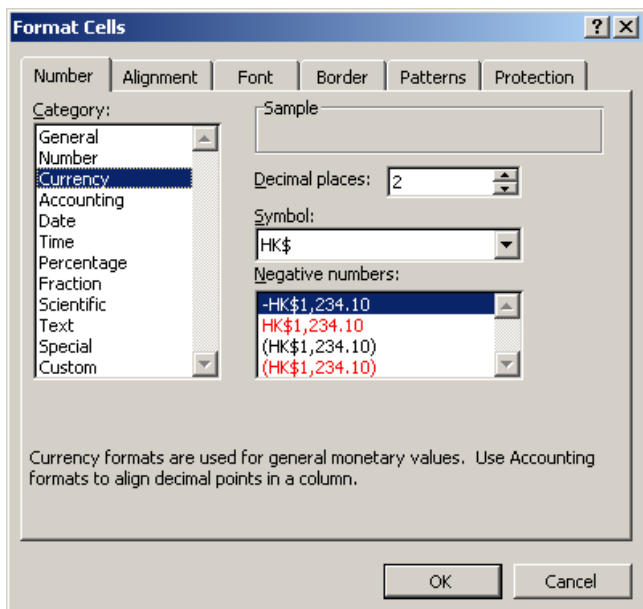 Format Cells
Number Alignment Font Border Patterns Protection
Category:
General
Number
Currency
Accounting
Date
Time
Percentage
Fraction
Scientific
Text
Special
Custom
Sample
Decimal places: 2
Symbol:
HK$
Negative numbers:
-HK$1,234.10
HK$1,234.10
(HK$1,234.10)
(HK$1,234.10)
Currency formats are used for general monetary values. Use Accounting
formats to align decimal points in a column.
OK Cancel